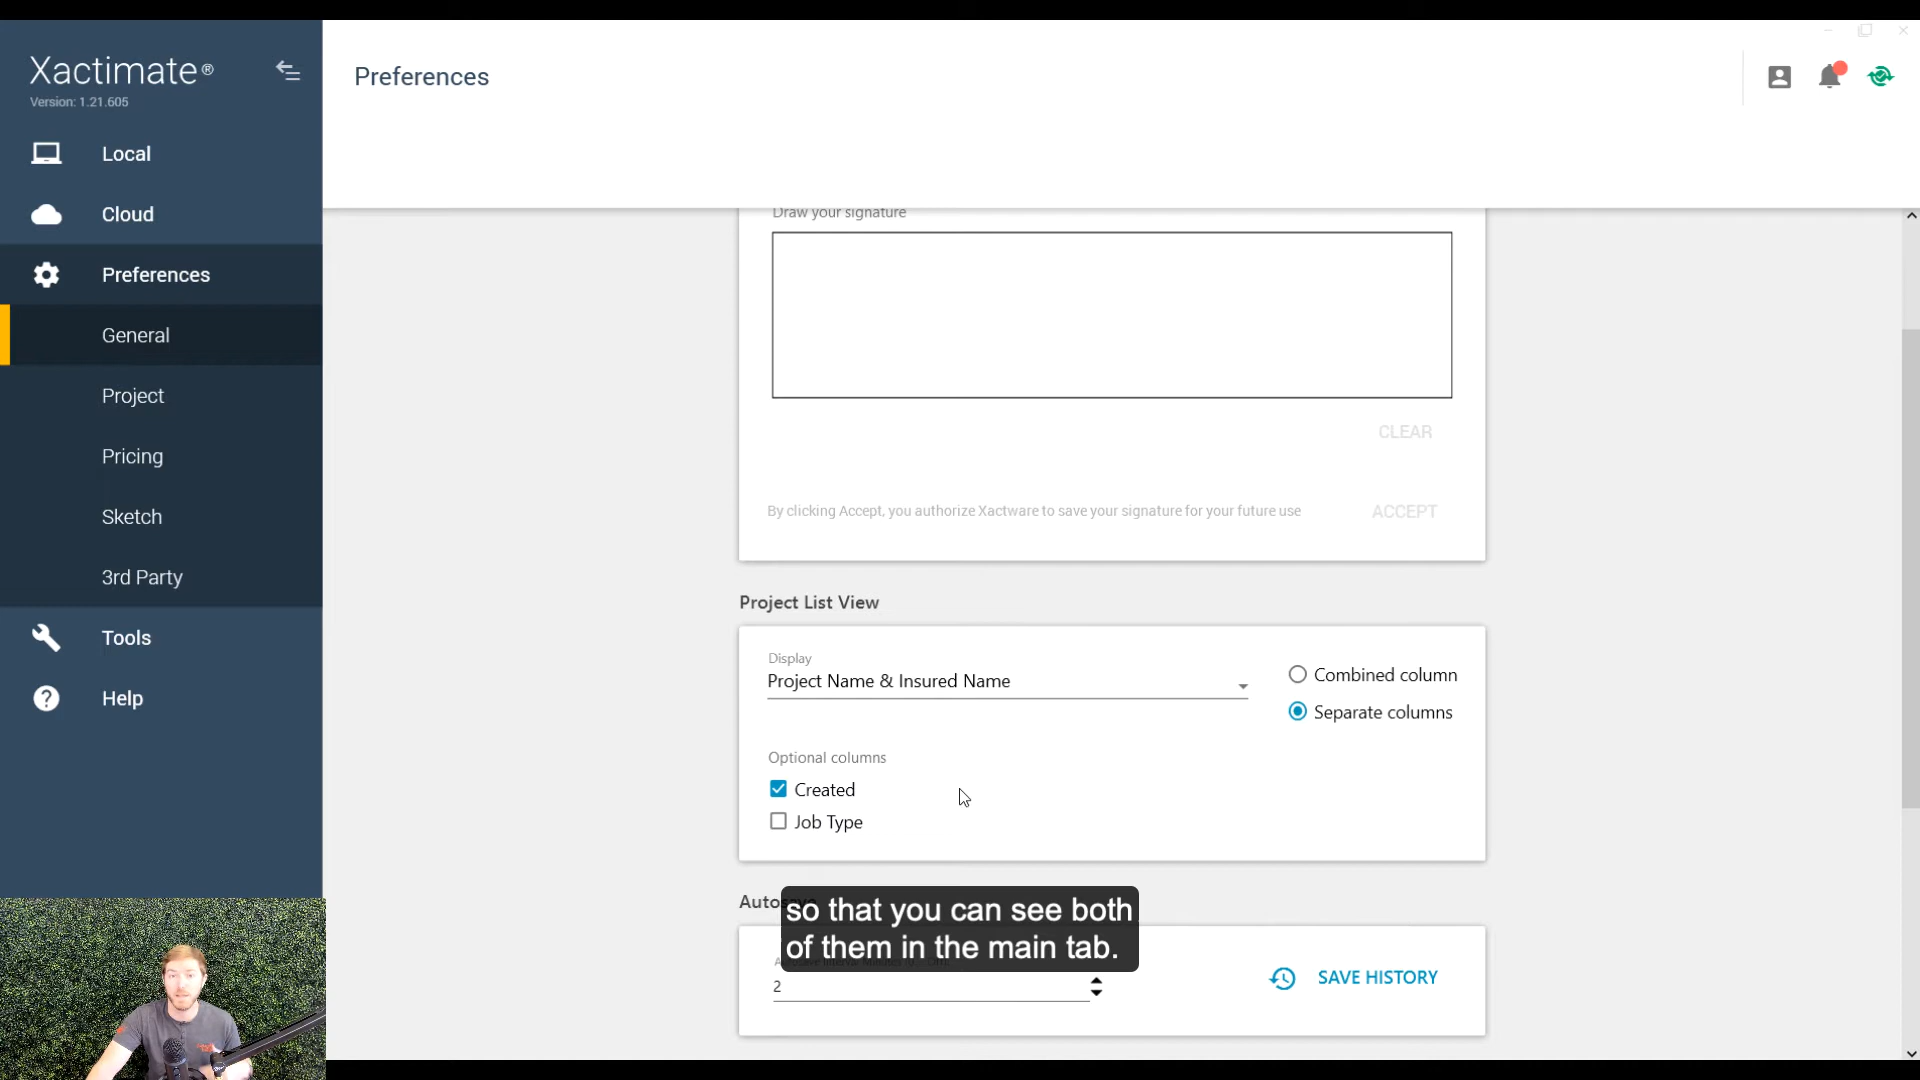 Xactimate®
Version: 1.21.605
Preferences
Local
Cloud
Preferences
General
Project
Pricing
Sketch
3rd Party
Tools
Help
Draw your signature
CLEAR
By clicking Accept, you authorize Xactware to save your signature for your future use
ACCEPT
Project List View
Display
Project Name & Insured Name
Combined column
Separate columns
Optional columns
Created
Job Type
so that you can see both
of them in the main tab.
2
SAVE HISTORY